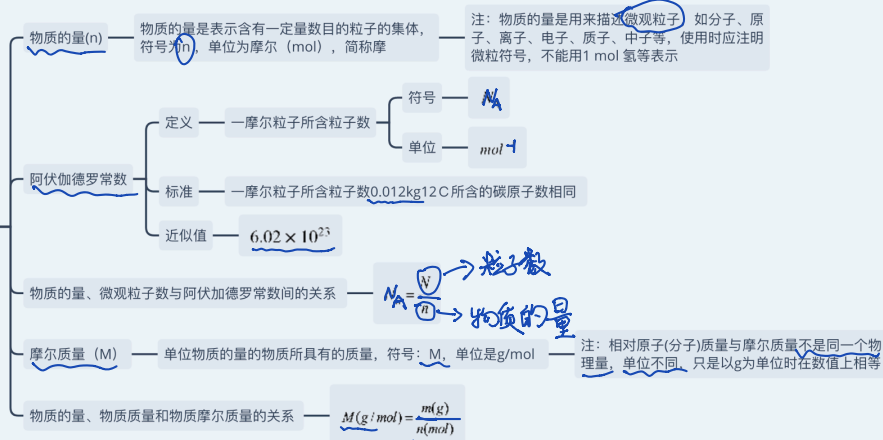 物质的量(n)
物质的量是表示含有一定量数目的粒子的集体，
符号为n，单位为摩尔（mol），简称摩
注：物质的量是用来描述微观粒子，如分子、原
子、离子、电子、质子、中子等，使用时应注明
微粒符号，不能用1 mol 氢等表示
阿伏伽德罗常数
定义
一摩尔粒子所含粒子数
符号
NA
单位
mol-1
标准
一摩尔粒子所含粒子数0.012kg12C所含的碳原子数相同
近似值
6.02×10²³
物质的量、微观粒子数与阿伏加德罗常数间的关系
NA=N/n
粒子数
物质的量
摩尔质量（M）
单位物质的量的物质所具有的质量，符号：M，单位是g/mol
注：相对原子(分子)质量与摩尔质量不是同一个物
理量，单位不同，只是以g为单位时在数值上相等
物质的量、物质质量和物质摩尔质量的关系
M(g/mol)=m(g)/n(mol)